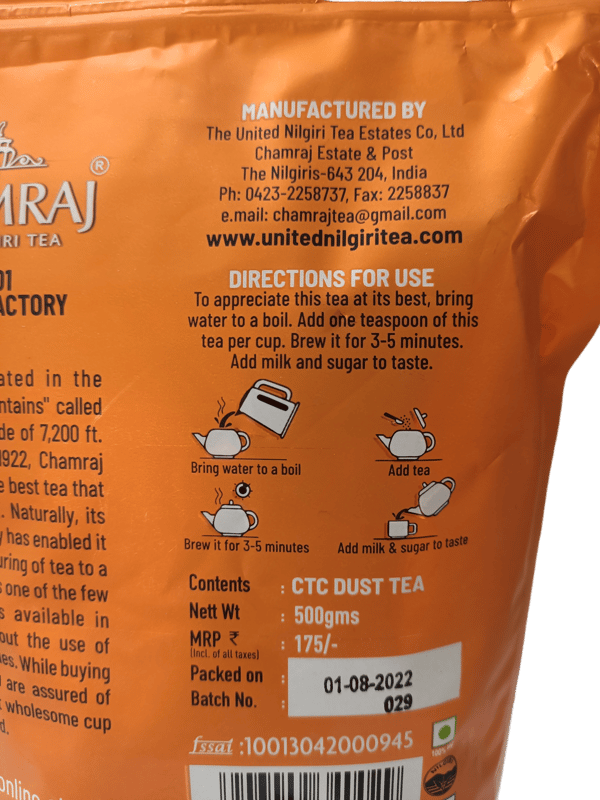 MRAJ ®
RI TEA
01
ACTORY
ated in the
ntains" called
de of 7,200 ft.
1922, Chamraj
e best tea that
. Naturally, its
y has enabled it
uring of tea to a
s one of the few
s available in
out the use of
es. While buying
are assured of
wholesome cup
d.
online
MANUFACTURED BY
The United Nilgiri Tea Estates Co, Ltd
Chamraj Estate & Post
The Nilgiris-643 204, India
Ph: 0423-2258737, Fax: 2258837
e.mail: chamrajtea@gmail.com
www.unitednilgiritea.com
DIRECTIONS FOR USE
To appreciate this tea at its best, bring
water to a boil. Add one teaspoon of this
tea per cup. Brew it for 3-5 minutes.
Add milk and sugar to taste.
Bring water to a boil
Add tea
Brew it for 3-5 minutes
Add milk & sugar to taste
Contents : CTC DUST TEA
Nett Wt : 500gms
MRP ₹ : 175/-
(Incl. of all taxes)
Packed on : 01-08-2022
Batch No. : 029
fssai :10013042000945